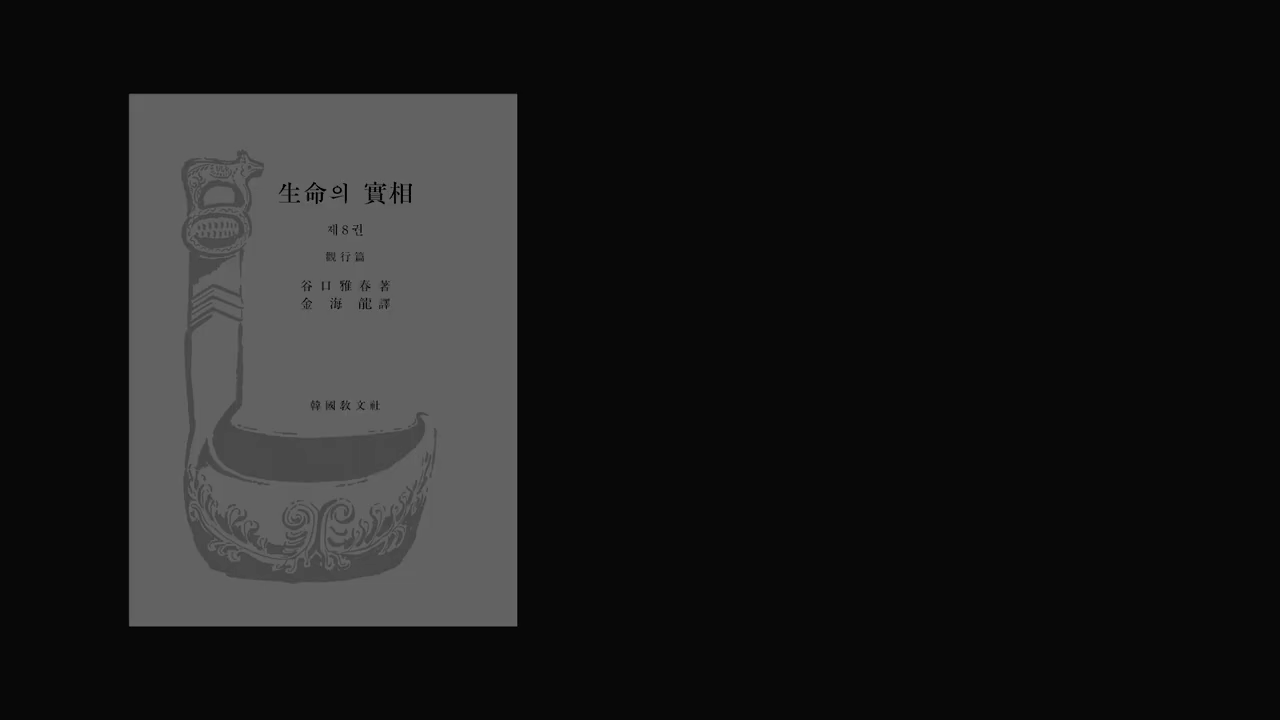 生命의 實相
제8권
觀行篇
谷口雅春 著
金海龍 譯
韓國敎文社